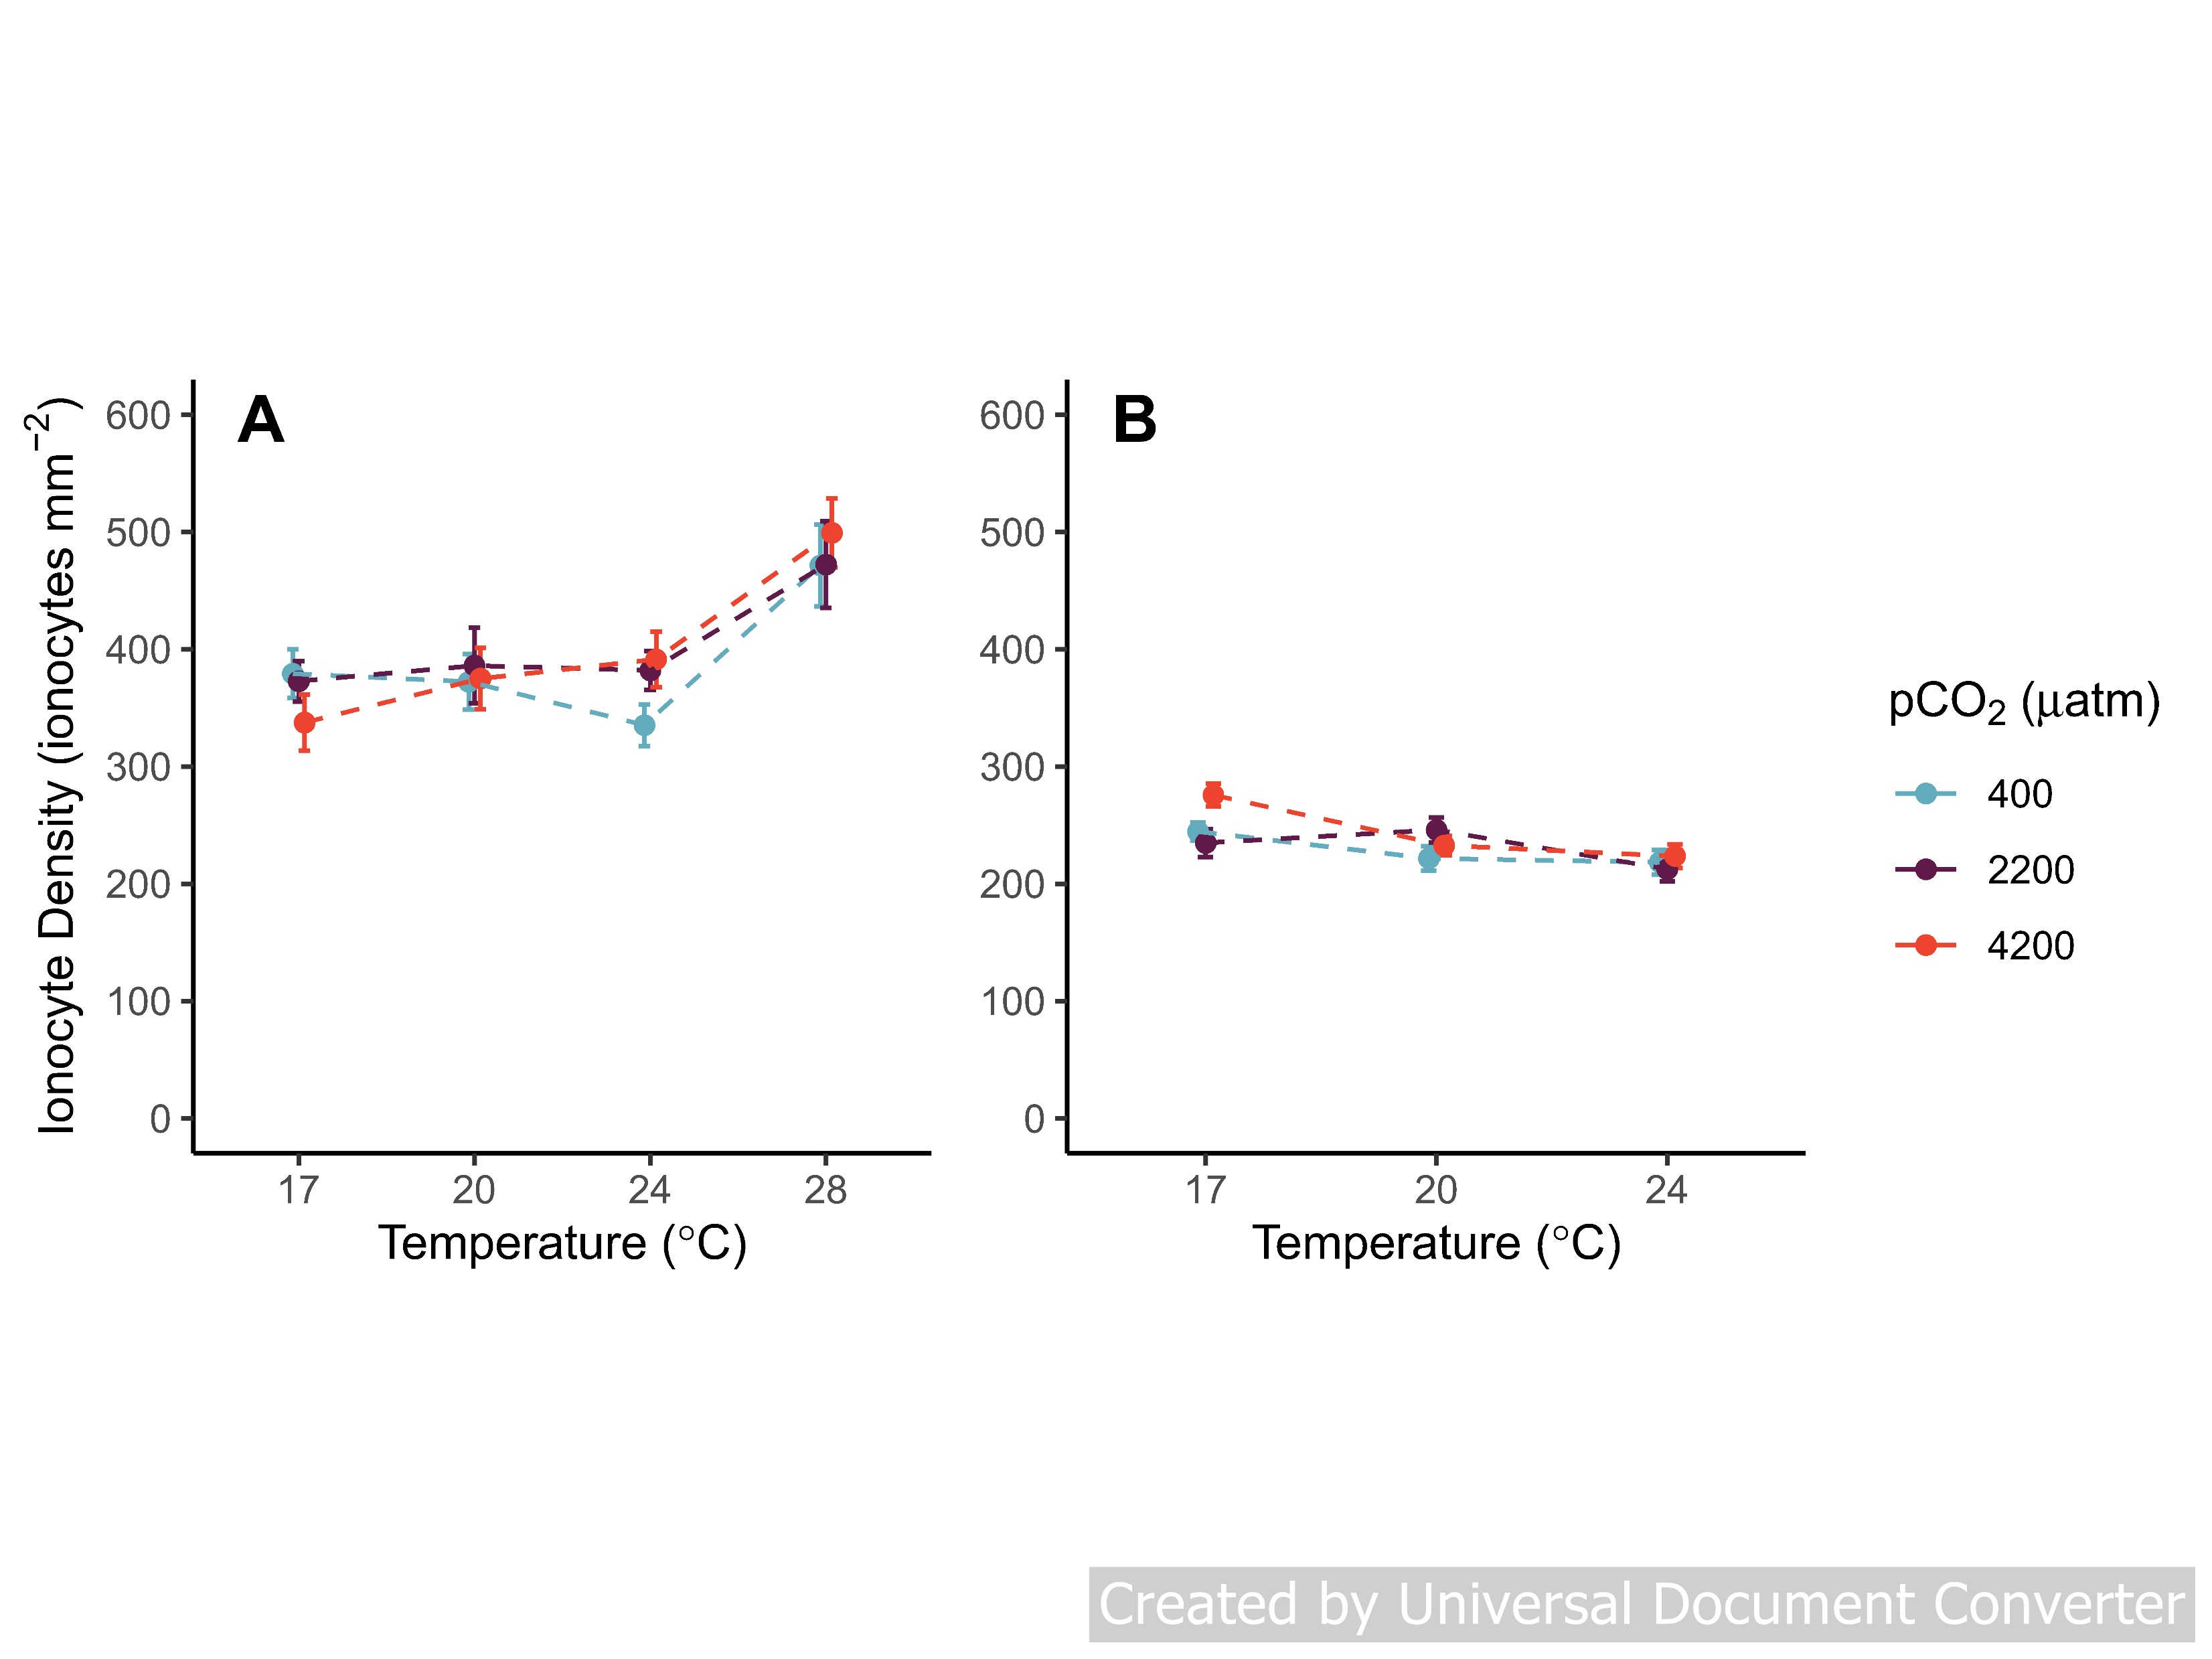 A
B
Ionocyte Density (ionocytes mm⁻²)
600
500
400
300
200
100
0
17 20 24 28
Temperature (°C)
600
500
400
300
200
100
0
17 20 24
Temperature (°C)
pCO₂ (μatm)
400
2200
4200
Created by Universal Document Converter